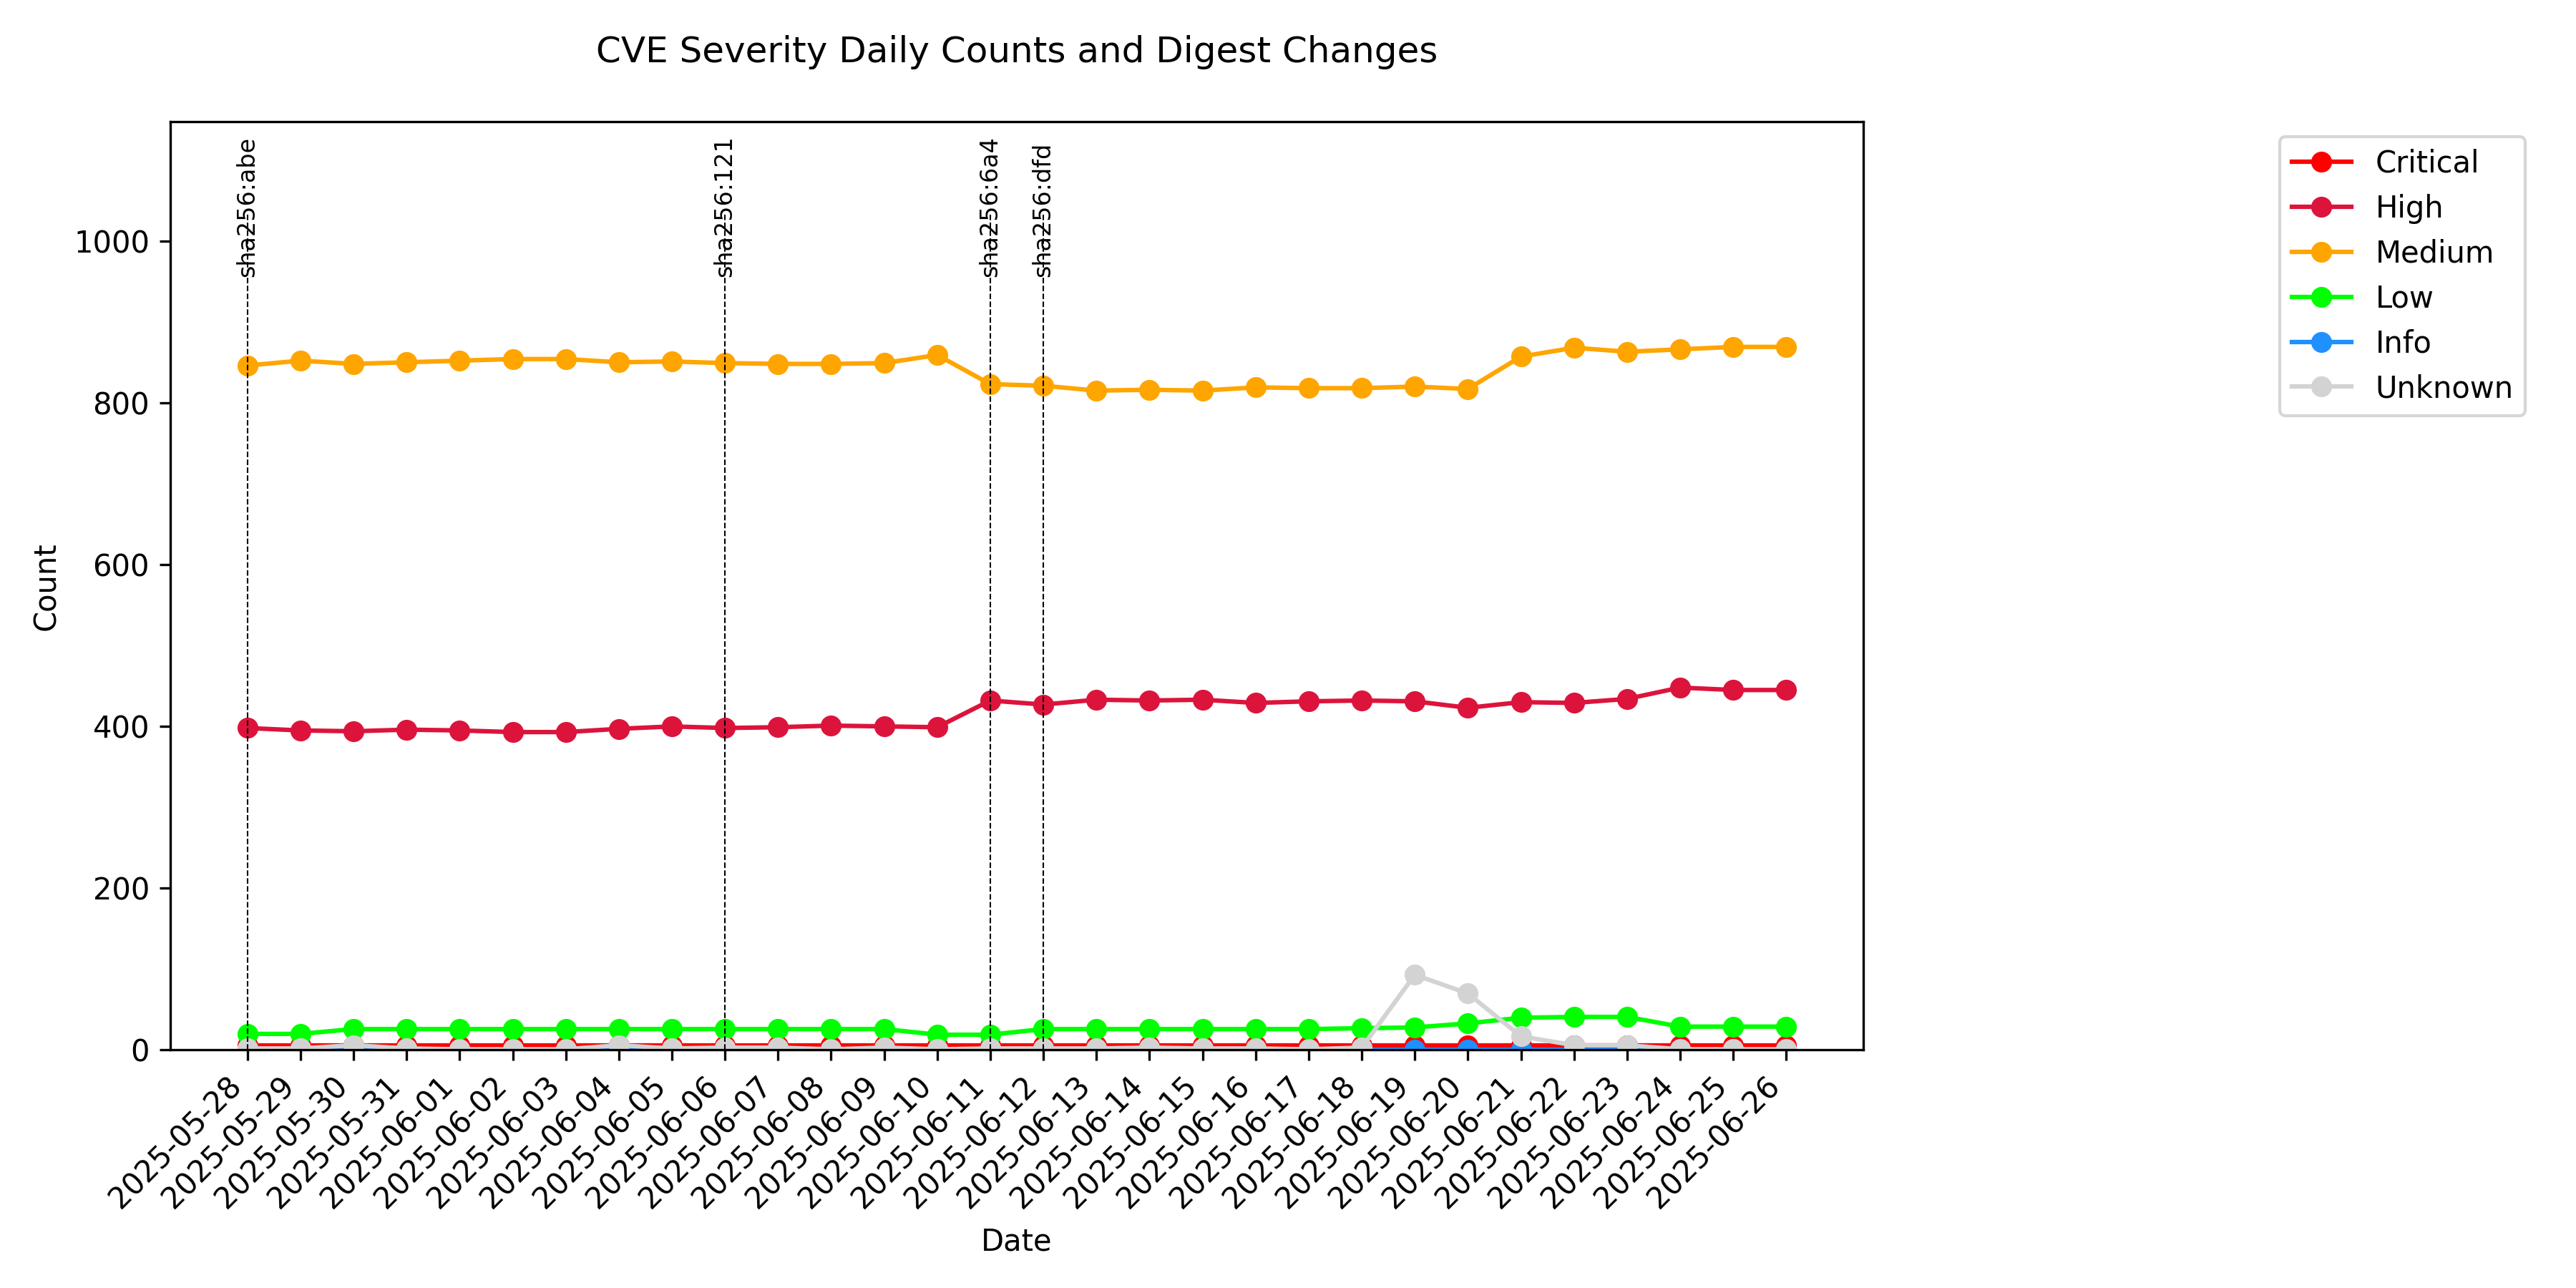 CVE Severity Daily Counts and Digest Changes
sha256:abe
sha256:121
sha256:6a4
sha256:dfd
Critical
High
Medium
Low
Info
Unknown
1000
800
600
400
200
0
Count
2025-05-28
2025-05-29
2025-05-30
2025-05-31
2025-06-01
2025-06-02
2025-06-03
2025-06-04
2025-06-05
2025-06-06
2025-06-07
2025-06-08
2025-06-09
2025-06-10
2025-06-11
2025-06-12
2025-06-13
2025-06-14
2025-06-15
2025-06-16
2025-06-17
2025-06-18
2025-06-19
2025-06-20
2025-06-21
2025-06-22
2025-06-23
2025-06-24
2025-06-25
2025-06-26
Date